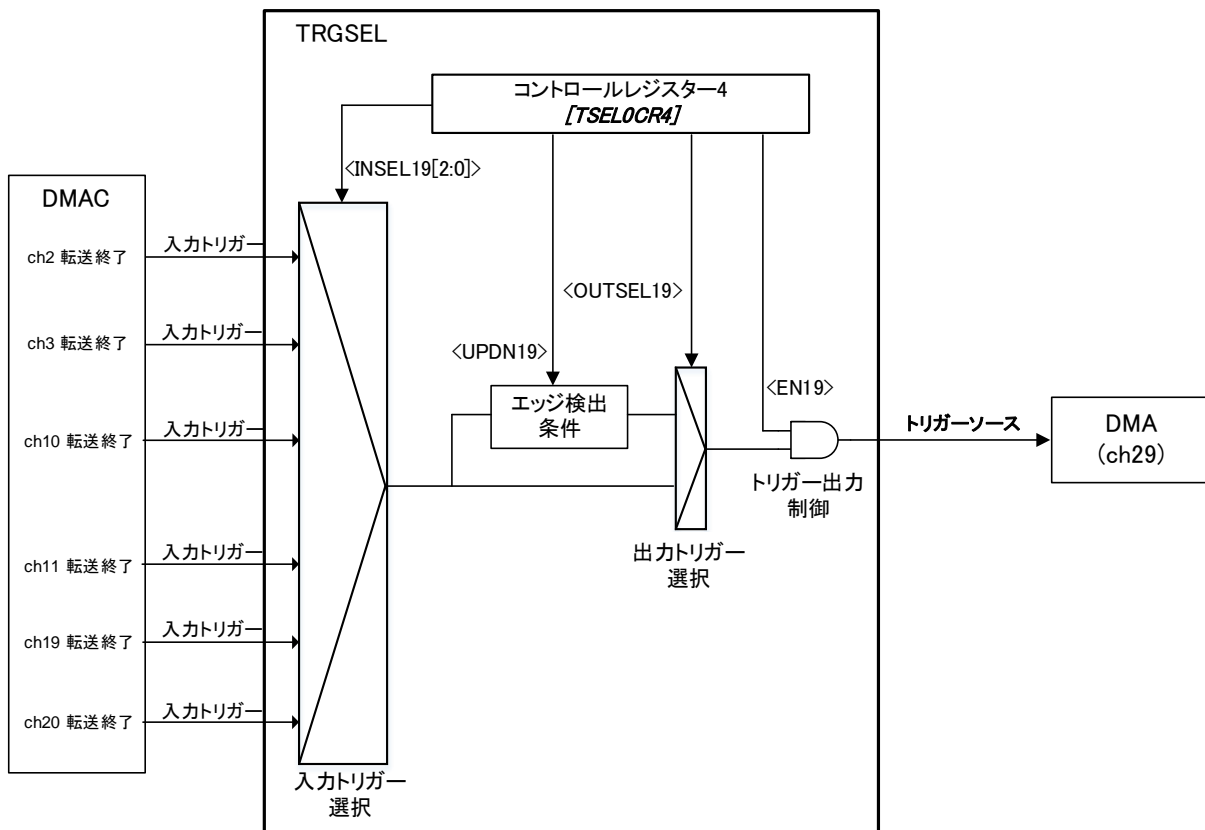 TRGSEL
コントロールレジスター4
[TSEL0CR4]
<INSEL19[2:0]>
DMAC
ch2 転送終了
入力トリガー
ch3 転送終了
入力トリガー
ch10 転送終了
入力トリガー
ch11 転送終了
入力トリガー
ch19 転送終了
入力トリガー
ch20 転送終了
入力トリガー
入力トリガー
選択
<UPDN19>
エッジ検出
条件
<OUTSEL19>
出力トリガー
選択
<EN19>
トリガー出力
制御
トリガーソース
DMA
(ch29)